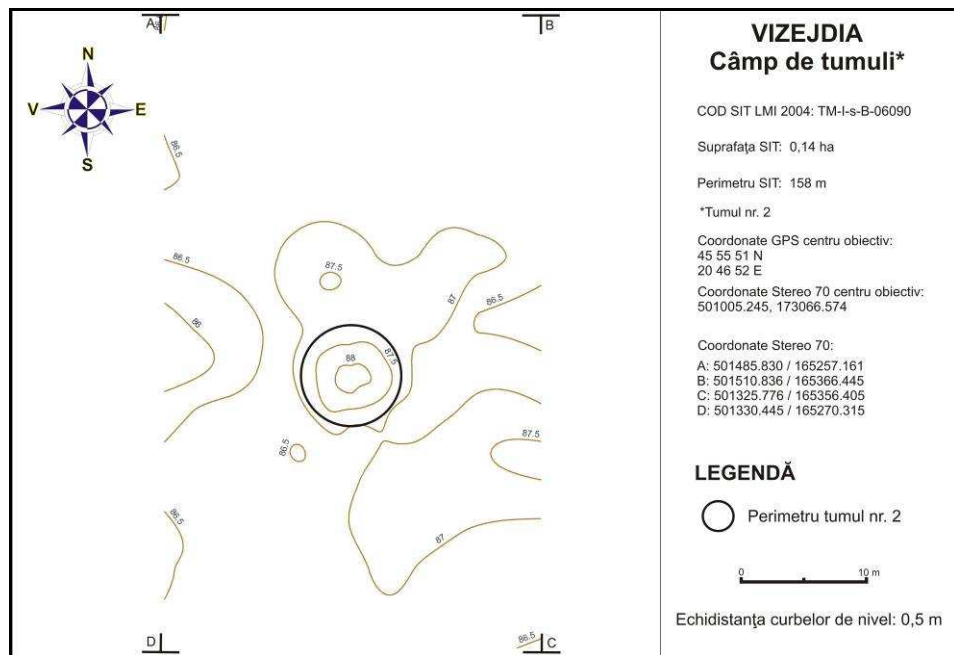 A
B
N
V
E
S
86.5
86.5
87.5
87
86.5
86
88
87.5
86.5
87.5
86.5
87
86.5
D
C
VIZEJDIA
Câmp de tumuli*
COD SIT LMI 2004: TM-I-s-B-06090
Suprafaţa SIT: 0,14 ha
Perimetru SIT: 158 m
*Tumul nr. 2
Coordonate GPS centru obiectiv:
45 55 51 N
20 46 52 E
Coordonate Stereo 70 centru obiectiv:
501005.245, 173066.574
Coordonate Stereo 70:
A: 501485.830 / 165257.161
B: 501510.836 / 165366.445
C: 501325.776 / 165356.405
D: 501330.445 / 165270.315
LEGENDĂ
Perimetru tumul nr. 2
0 10 m
Echidistanţa curbelor de nivel: 0,5 m